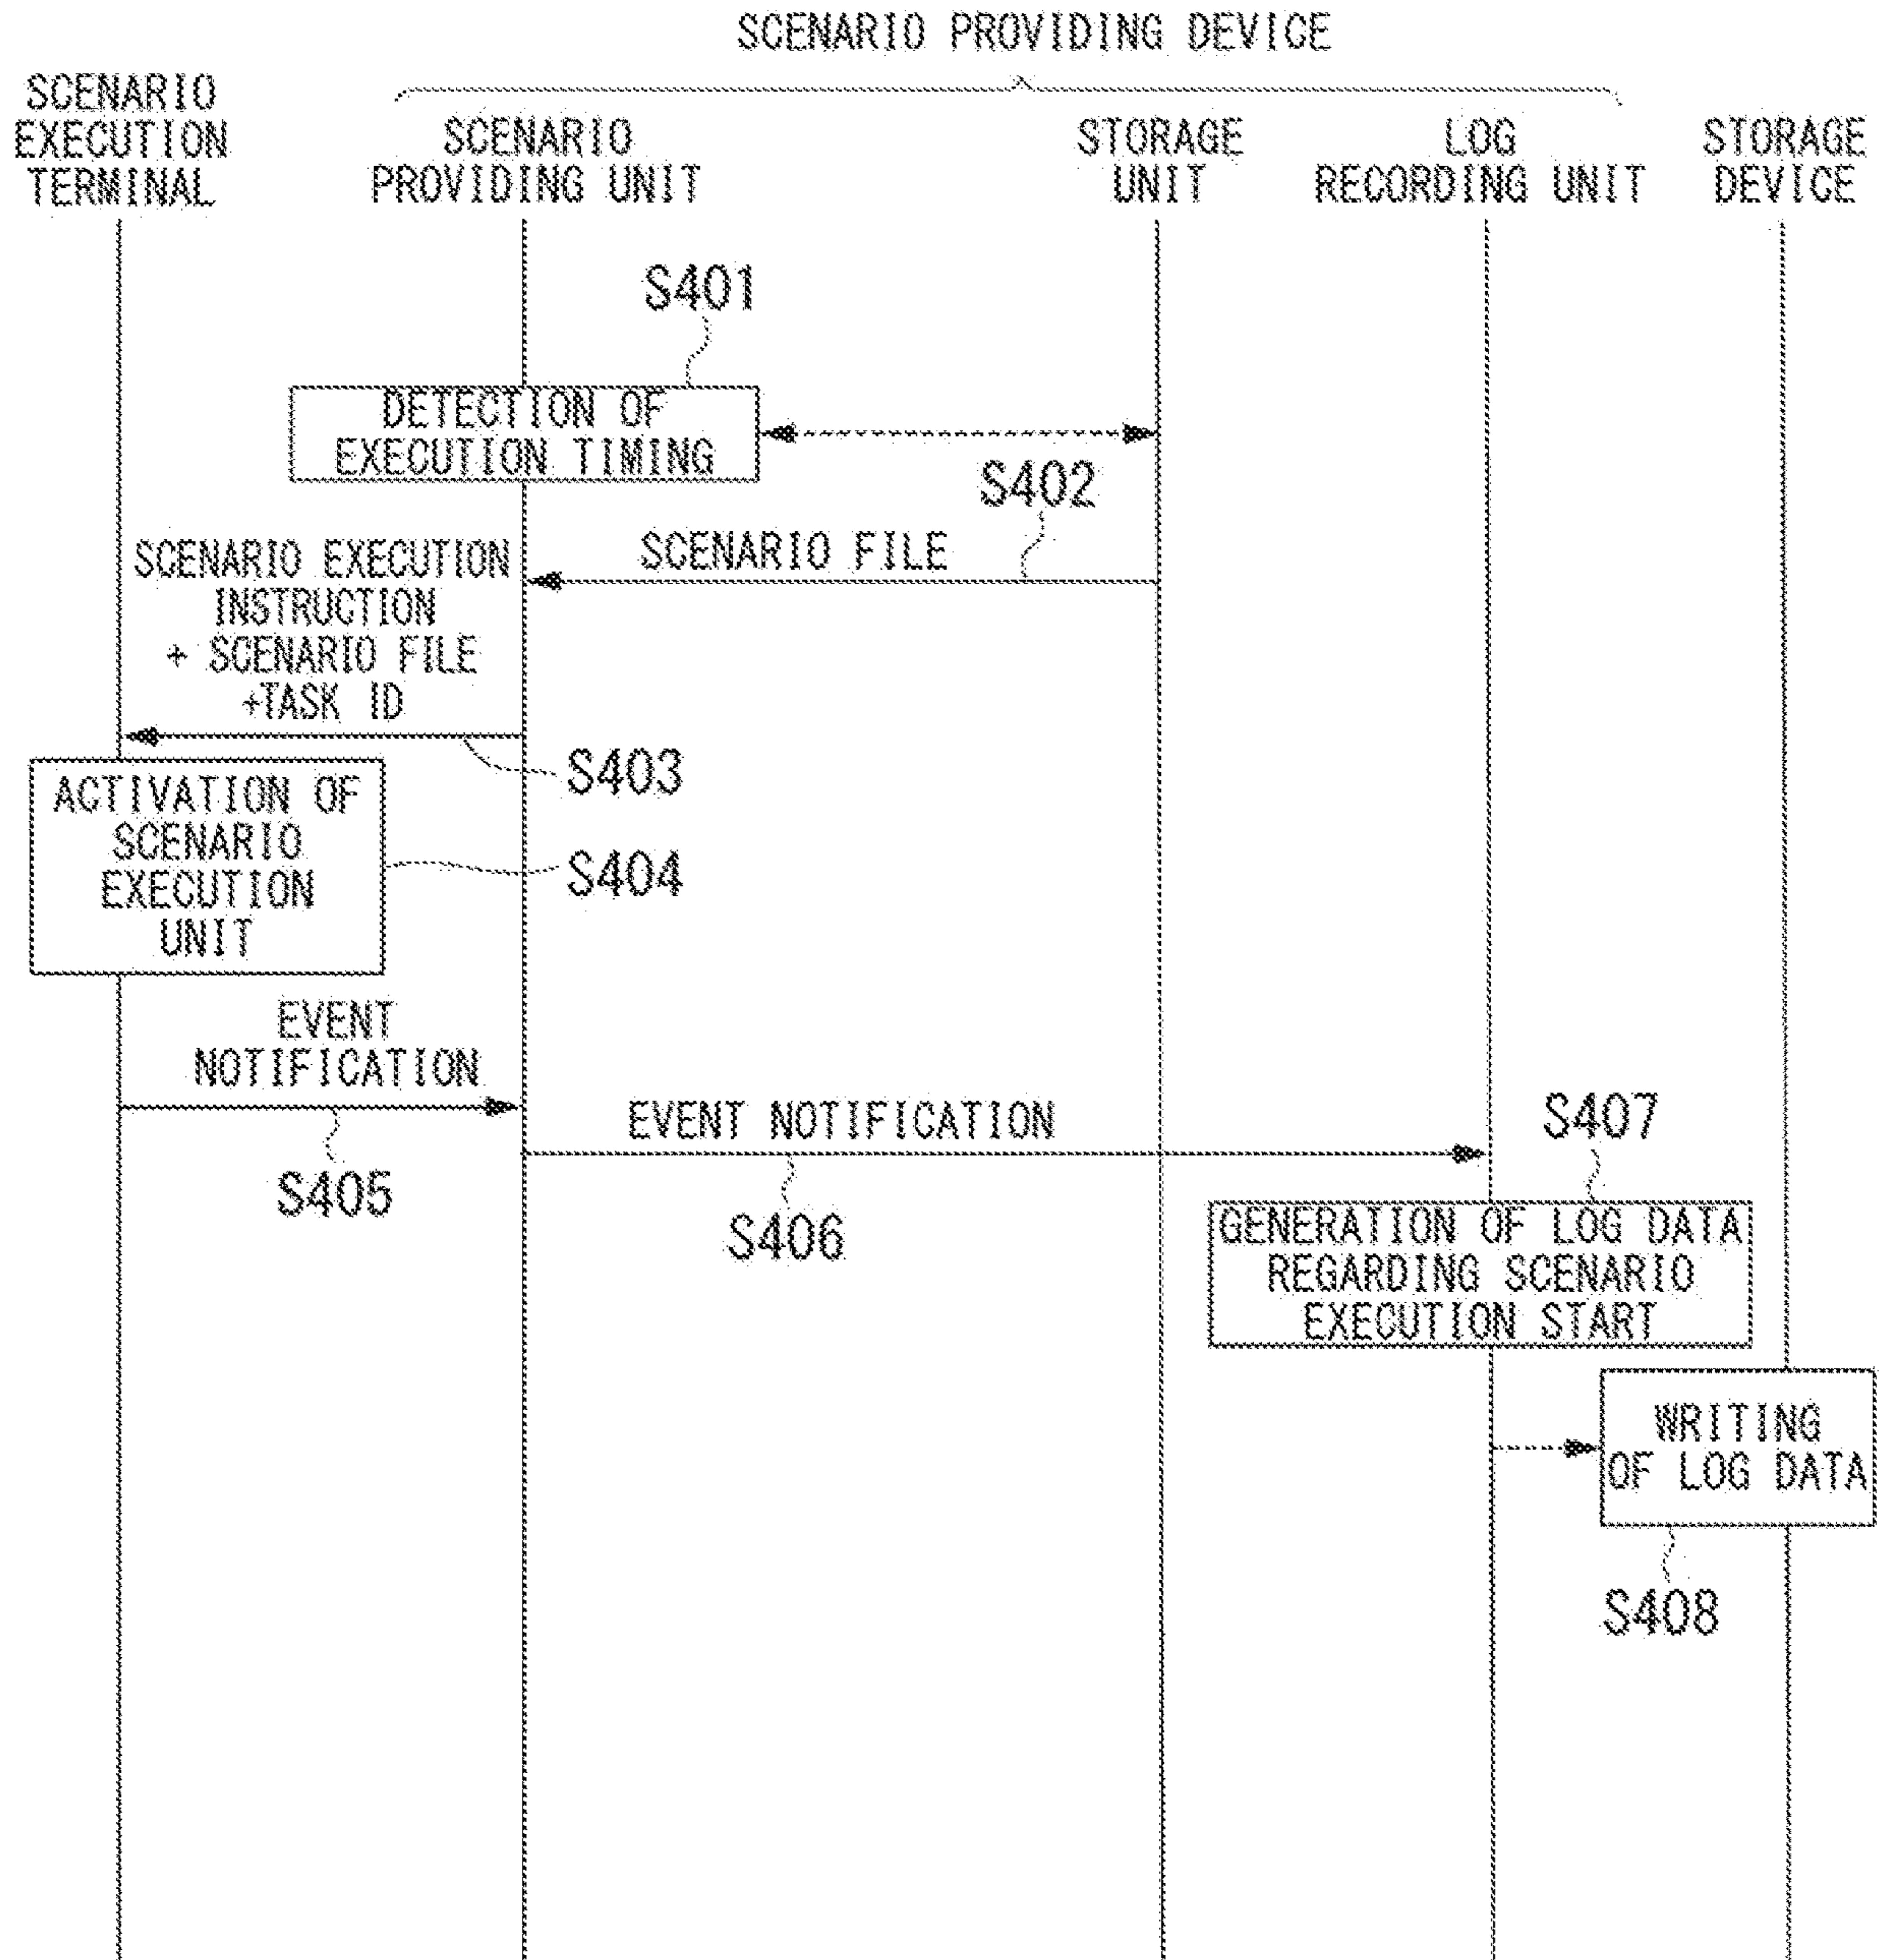 SCENARIO PROVIDING DEVICE
SCENARIO
EXECUTION
TERMINAL
SCENARIO
PROVIDING UNIT
STORAGE
UNIT
LOG
RECORDING UNIT
STORAGE
DEVICE
S401
DETECTION OF
EXECUTION TIMING
S402
SCENARIO FILE
SCENARIO EXECUTION
INSTRUCTION
+ SCENARIO FILE
+TASK ID
S403
ACTIVATION OF
SCENARIO
EXECUTION
UNIT
S404
EVENT
NOTIFICATION
S405
EVENT NOTIFICATION
S406
S407
GENERATION OF LOG DATA
REGARDING SCENARIO
EXECUTION START
WRITING
OF LOG DATA
S408